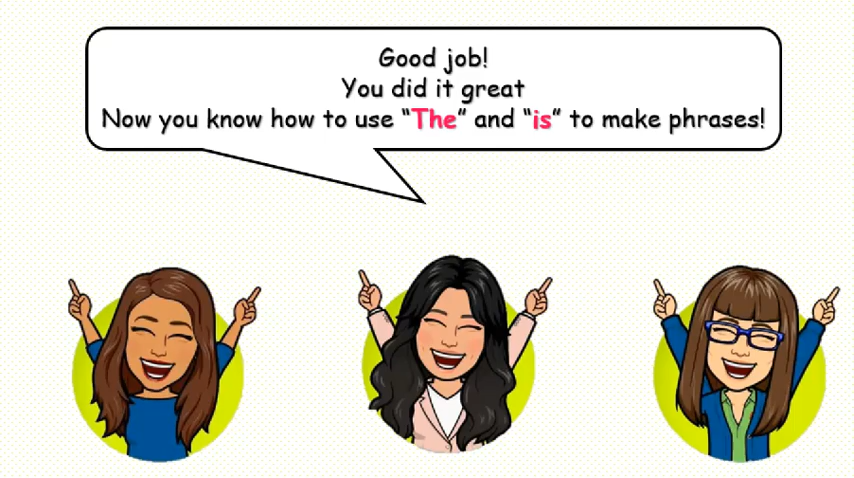 Good job!
You did it great
Now you know how to use “The” and “is” to make phrases!